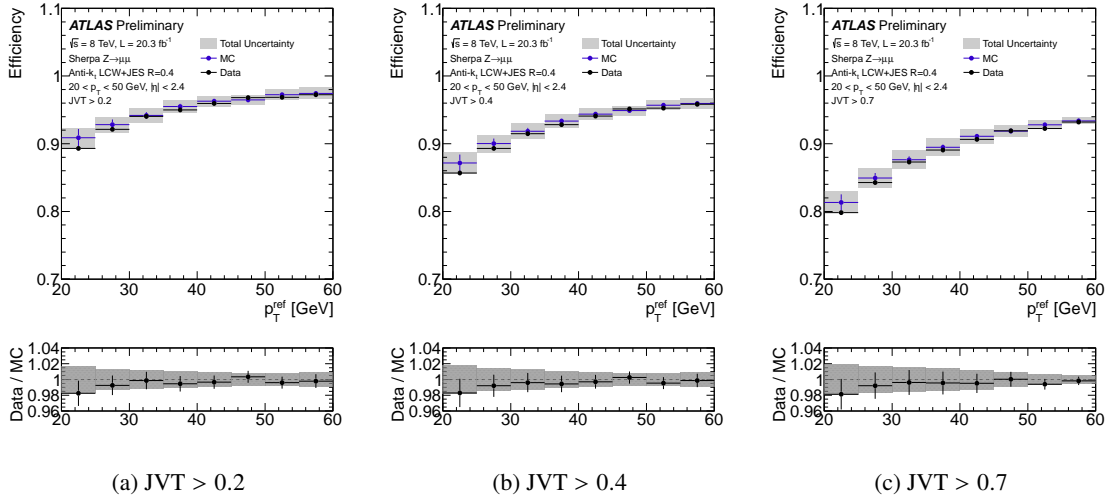 Efficiency
1.1
1
0.9
0.8
0.7
ATLAS Preliminary
√s = 8 TeV, L = 20.3 fb⁻¹
Sherpa Z→μμ
Anti-kₜ LCW+JES R=0.4
20 < p_T < 50 GeV, |η| < 2.4
JVT > 0.2
Total Uncertainty
MC
Data
20 30 40 50 60
p_T^ref [GeV]
Data / MC
1.04
1.02
1
0.98
0.96
20 30 40 50 60
(a) JVT > 0.2
Efficiency
1.1
1
0.9
0.8
0.7
ATLAS Preliminary
√s = 8 TeV, L = 20.3 fb⁻¹
Sherpa Z→μμ
Anti-kₜ LCW+JES R=0.4
20 < p_T < 50 GeV, |η| < 2.4
JVT > 0.4
Total Uncertainty
MC
Data
20 30 40 50 60
p_T^ref [GeV]
Data / MC
1.04
1.02
1
0.98
0.96
20 30 40 50 60
(b) JVT > 0.4
Efficiency
1.1
1
0.9
0.8
0.7
ATLAS Preliminary
√s = 8 TeV, L = 20.3 fb⁻¹
Sherpa Z→μμ
Anti-kₜ LCW+JES R=0.4
20 < p_T < 50 GeV, |η| < 2.4
JVT > 0.7
Total Uncertainty
MC
Data
20 30 40 50 60
p_T^ref [GeV]
Data / MC
1.04
1.02
1
0.98
0.96
20 30 40 50 60
(c) JVT > 0.7